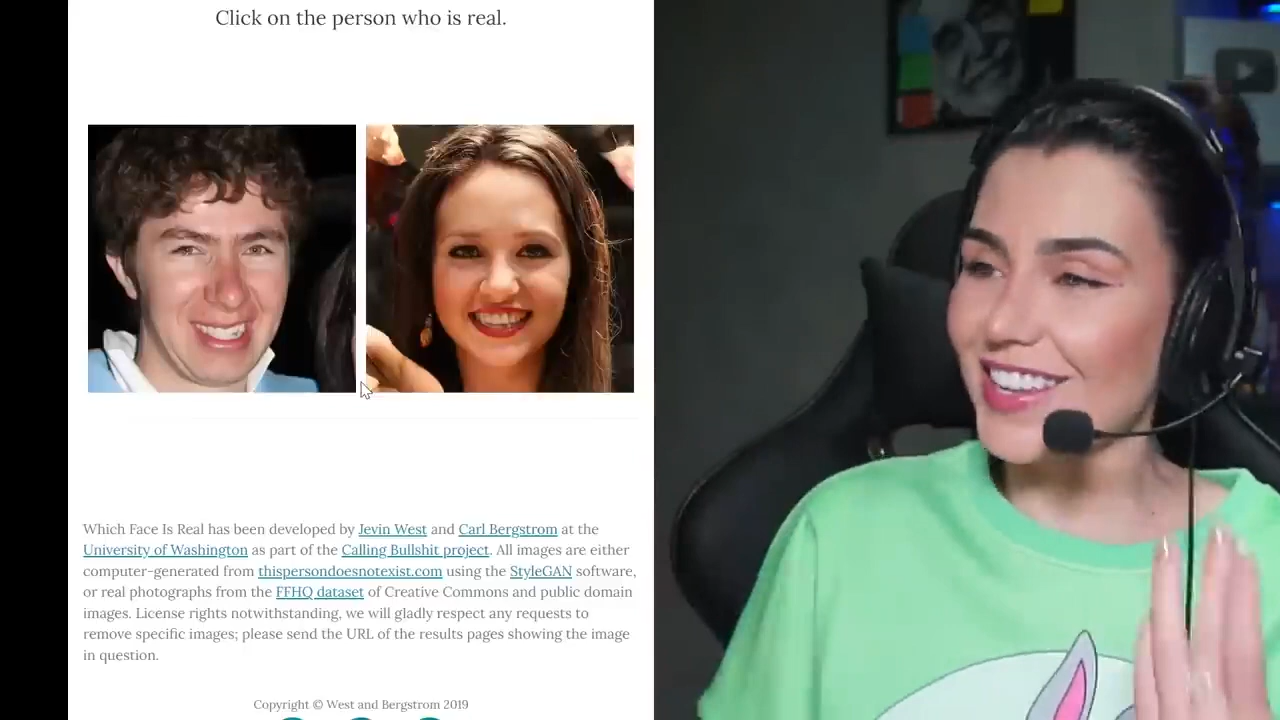 Click on the person who is real.
Which Face Is Real has been developed by Jevin West and Carl Bergstrom at the
University of Washington as part of the Calling Bullshit project. All images are either
computer-generated from thispersondoesnotexist.com using the StyleGAN software,
or real photographs from the FFHQ dataset of Creative Commons and public domain
images. License rights notwithstanding, we will gladly respect any requests to
remove specific images; please send the URL of the results pages showing the image
in question.
Copyright © West and Bergstrom 2019